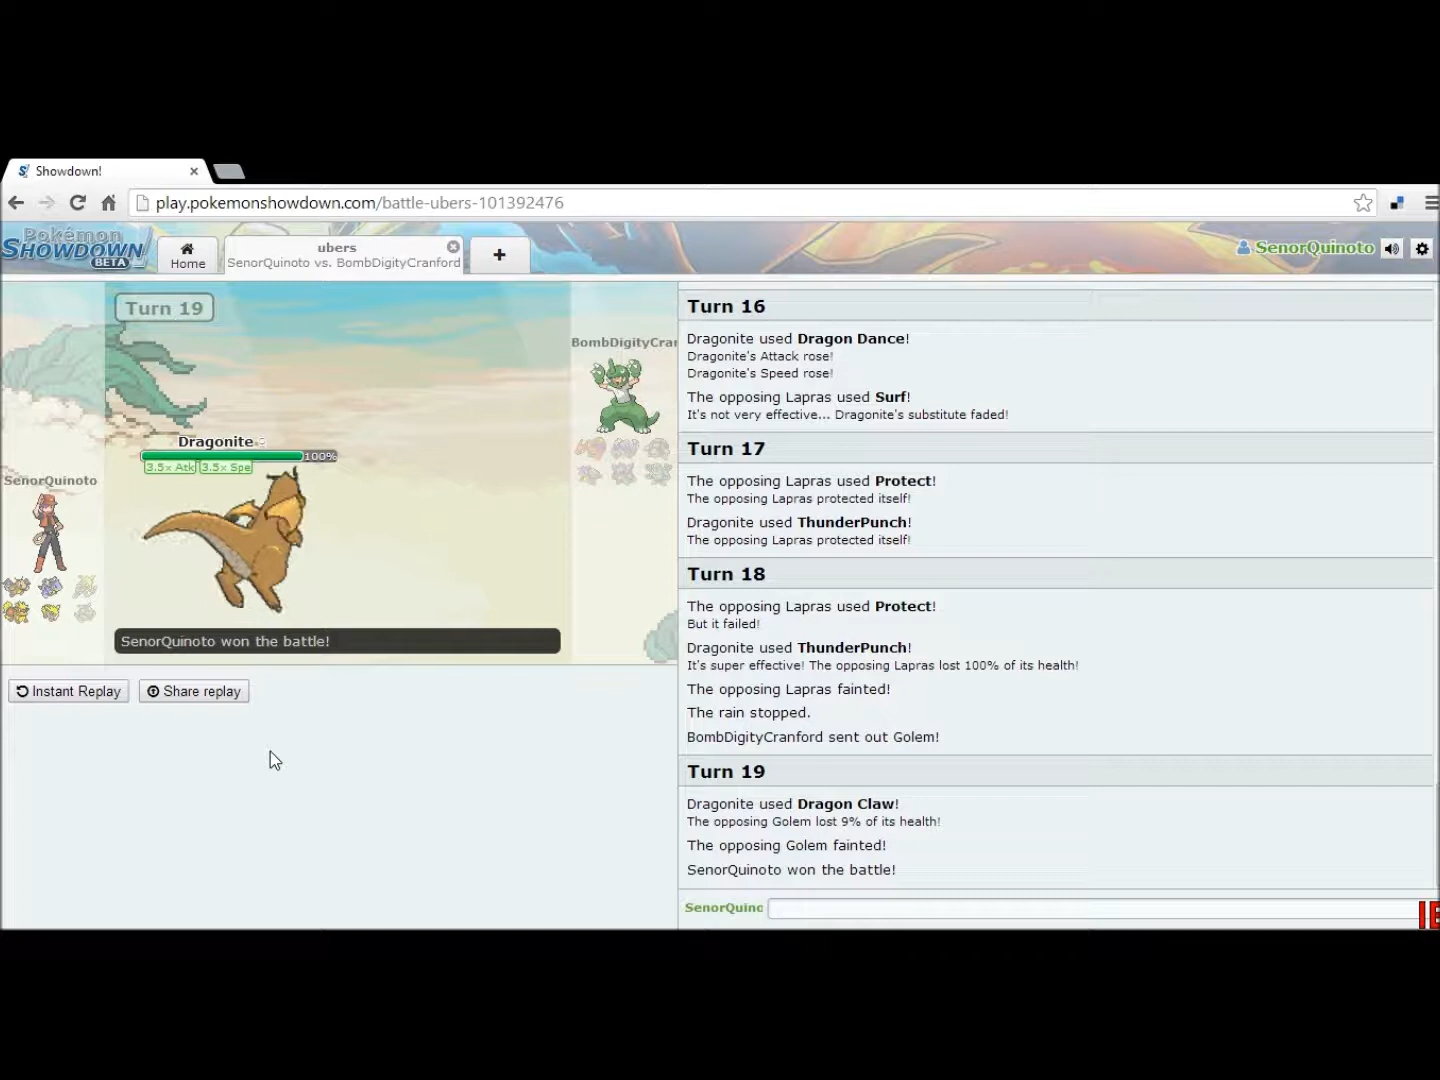 Showdown!
play.pokemonshowdown.com/battle-ubers-101392476
Pokémon
SHOWDOWN
BETA
Home
ubers
SenorQuinoto vs. BombDigityCranford
+
SenorQuinoto
Turn 19
BombDigityCran
Dragonite
100%
3.5× Atk 3.5× Spe
SenorQuinoto
SenorQuinoto won the battle!
Instant Replay
Share replay
Turn 16
Dragonite used Dragon Dance!
Dragonite's Attack rose!
Dragonite's Speed rose!
The opposing Lapras used Surf!
It's not very effective... Dragonite's substitute faded!
Turn 17
The opposing Lapras used Protect!
The opposing Lapras protected itself!
Dragonite used ThunderPunch!
The opposing Lapras protected itself!
Turn 18
The opposing Lapras used Protect!
But it failed!
Dragonite used ThunderPunch!
It's super effective! The opposing Lapras lost 100% of its health!
The opposing Lapras fainted!
The rain stopped.
BombDigityCranford sent out Golem!
Turn 19
Dragonite used Dragon Claw!
The opposing Golem lost 9% of its health!
The opposing Golem fainted!
SenorQuinoto won the battle!
SenorQuino